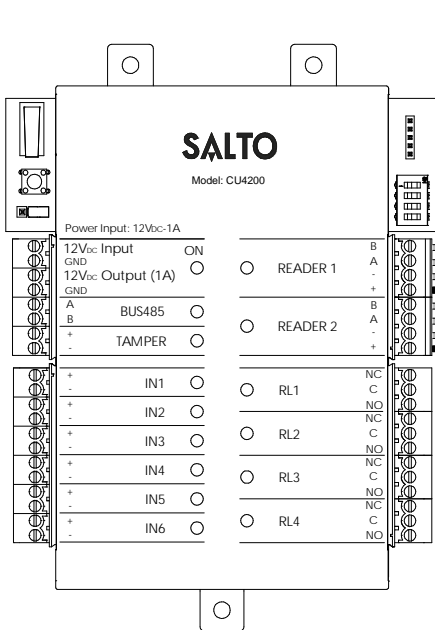 SALTO
Model: CU4200
Power Input: 12VDC-1A
12VDC Input ON
GND
12VDC Output (1A)
GND
A
B
BUS485
+
-
TAMPER
+
-
IN1
+
-
IN2
+
-
IN3
+
-
IN4
+
-
IN5
+
-
IN6
READER 1
B
A
-
+
READER 2
B
A
-
+
RL1
NC
C
NO
RL2
NC
C
NO
RL3
NC
C
NO
RL4
NC
C
NO